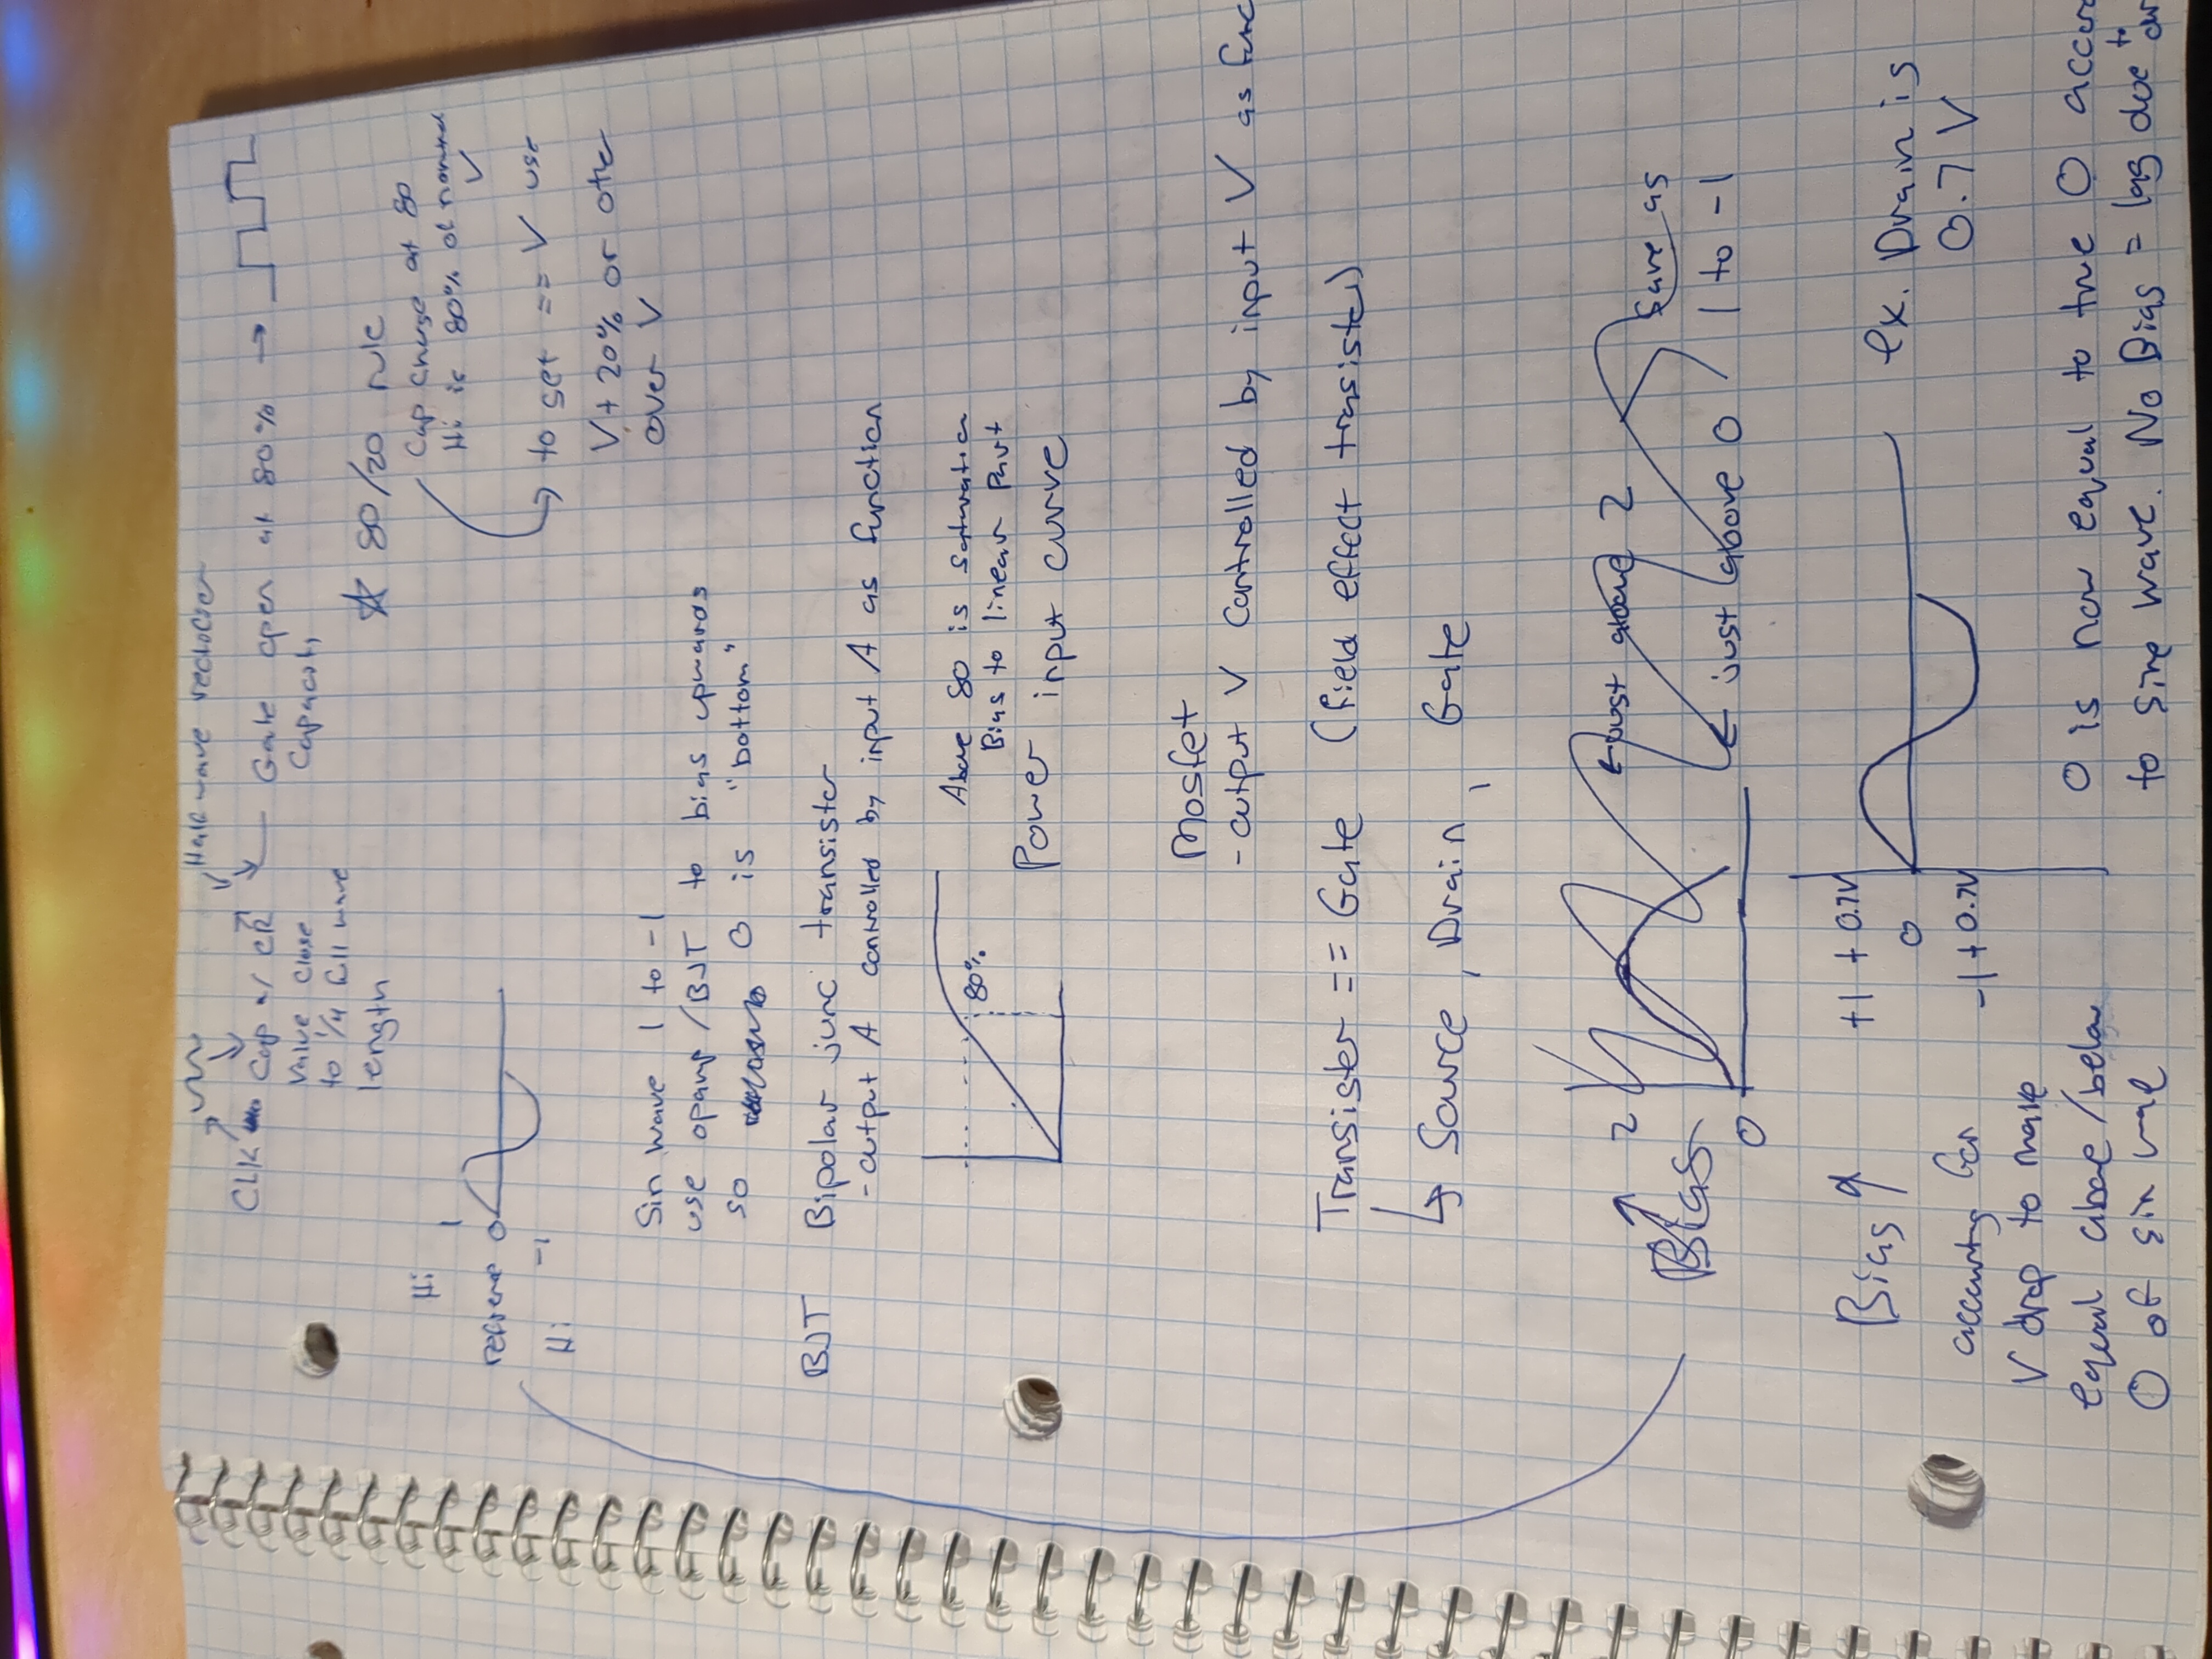 Half wave rectifier
CLK Cap w/ CR Gate open at 80% →
Value close
to 1/4 full wave
length
Capacity
☆ 80/20 rule
Cap charge at 80
Hi is 80% of nominal
V
→ to set == V use
V + 20% or other
over V
Hi
1
refrence 0
-1
Hi
Sin wave 1 to -1
use opamp/BJT to bias upwards
so 0 is "bottom"
BJT Bipolar junc transister
- output A controlled by input A as function
80%
Above 80 is saturation
Bias to linear part
Power input curve
Mosfet
- output V controlled by input V as func
Transister == Gate (field effect trasister)
↳ Source, Drain, Gate
Bias
2
0
← just above 2
← just above 0
Same as
1 to -1
Bias
+1 + 0.7V
0
-1 + 0.7V
ex. Drain is
0.7 V
accounting for
V drop to make
equal above/below
0 of sin wave
0 is now equal to true 0
to sine wave. No Bias = lag due to